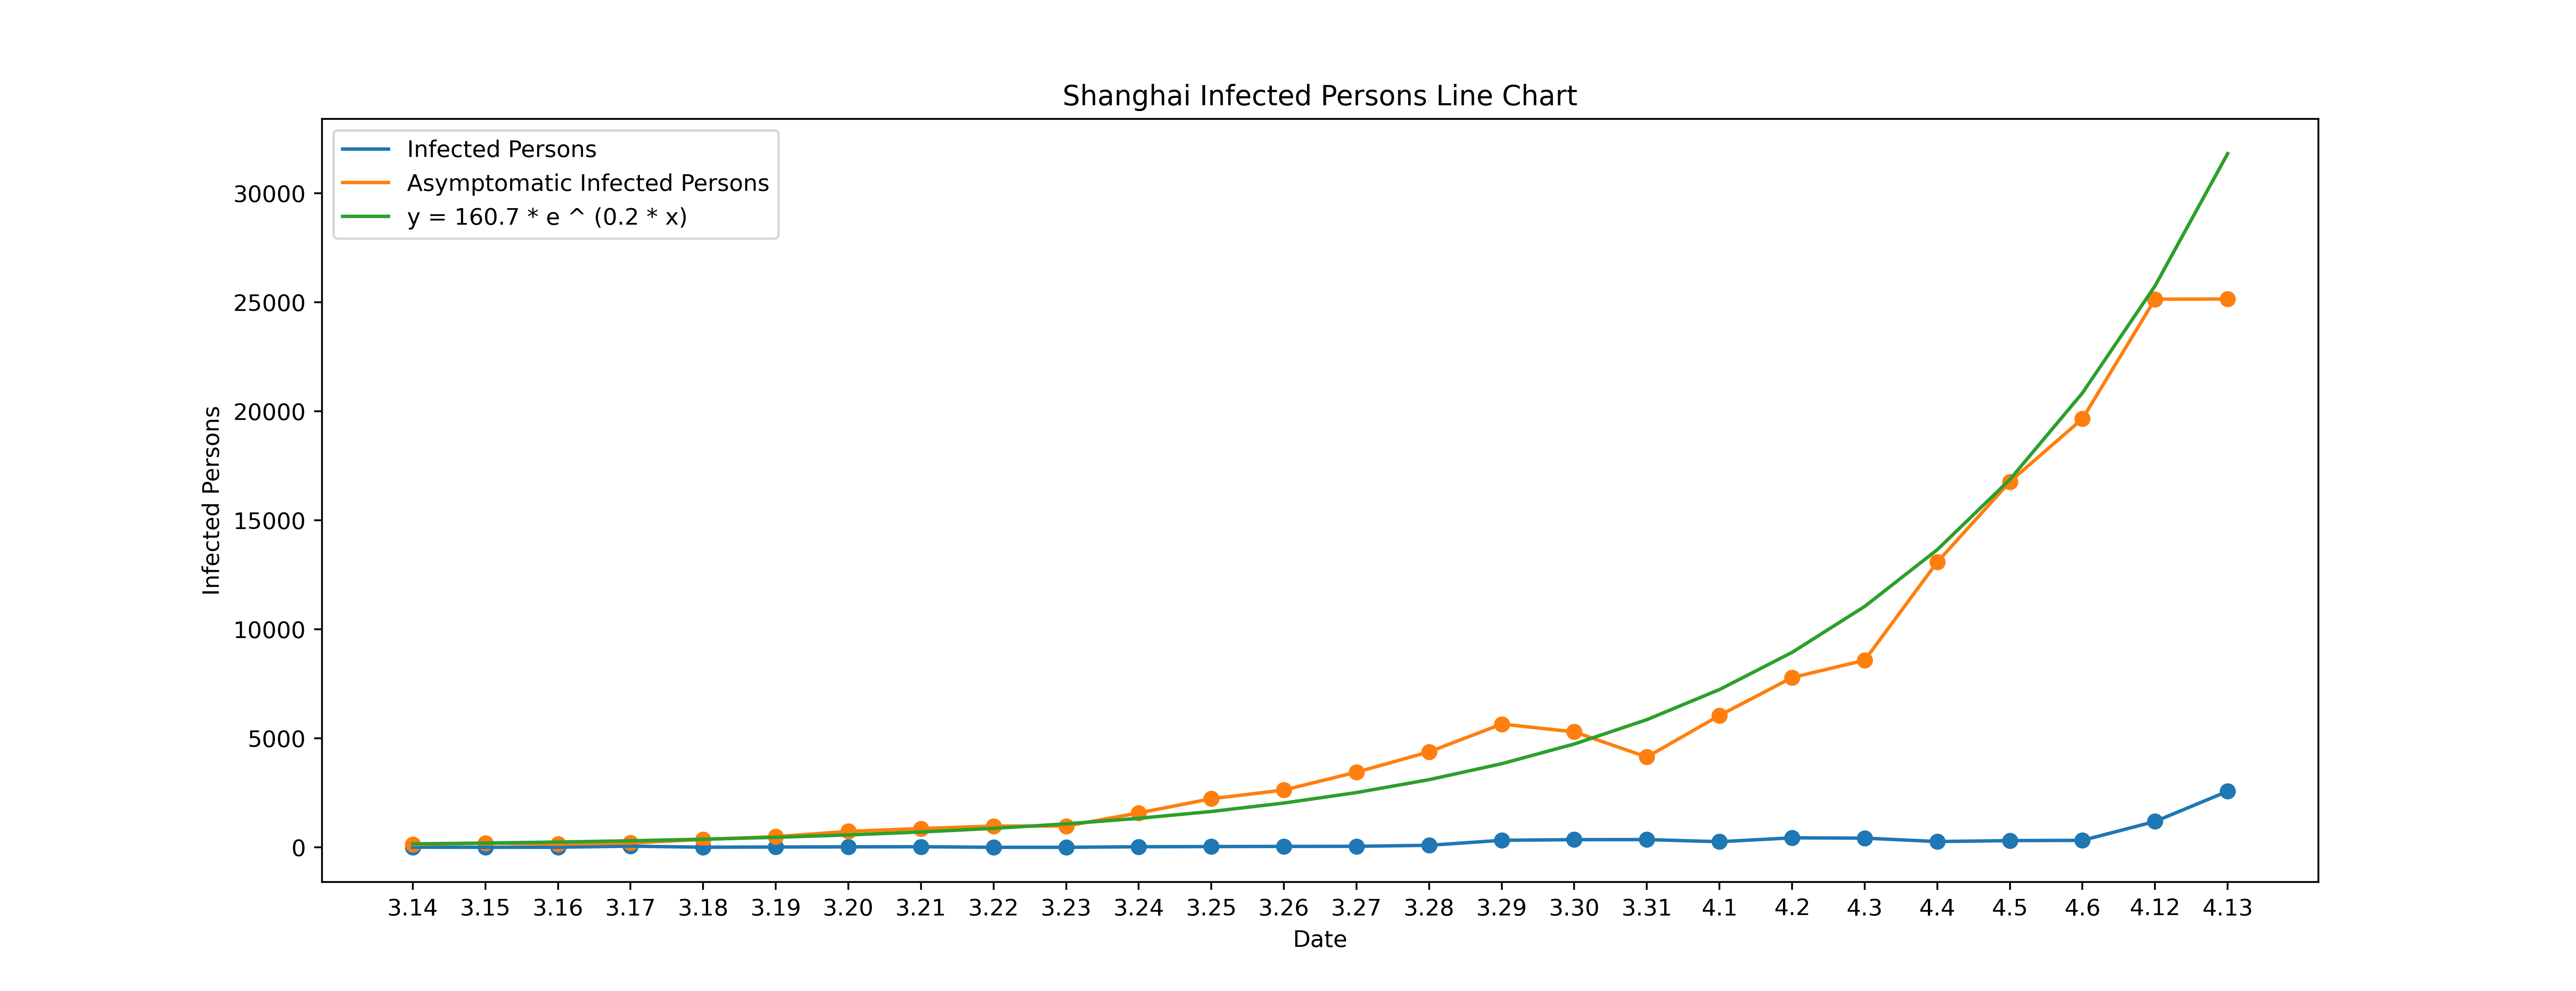 Shanghai Infected Persons Line Chart
Infected Persons
Asymptomatic Infected Persons
y = 160.7 * e ^ (0.2 * x)
Infected Persons
30000
25000
20000
15000
10000
5000
0
3.14 3.15 3.16 3.17 3.18 3.19 3.20 3.21 3.22 3.23 3.24 3.25 3.26 3.27 3.28 3.29 3.30 3.31 4.1 4.2 4.3 4.4 4.5 4.6 4.12 4.13
Date